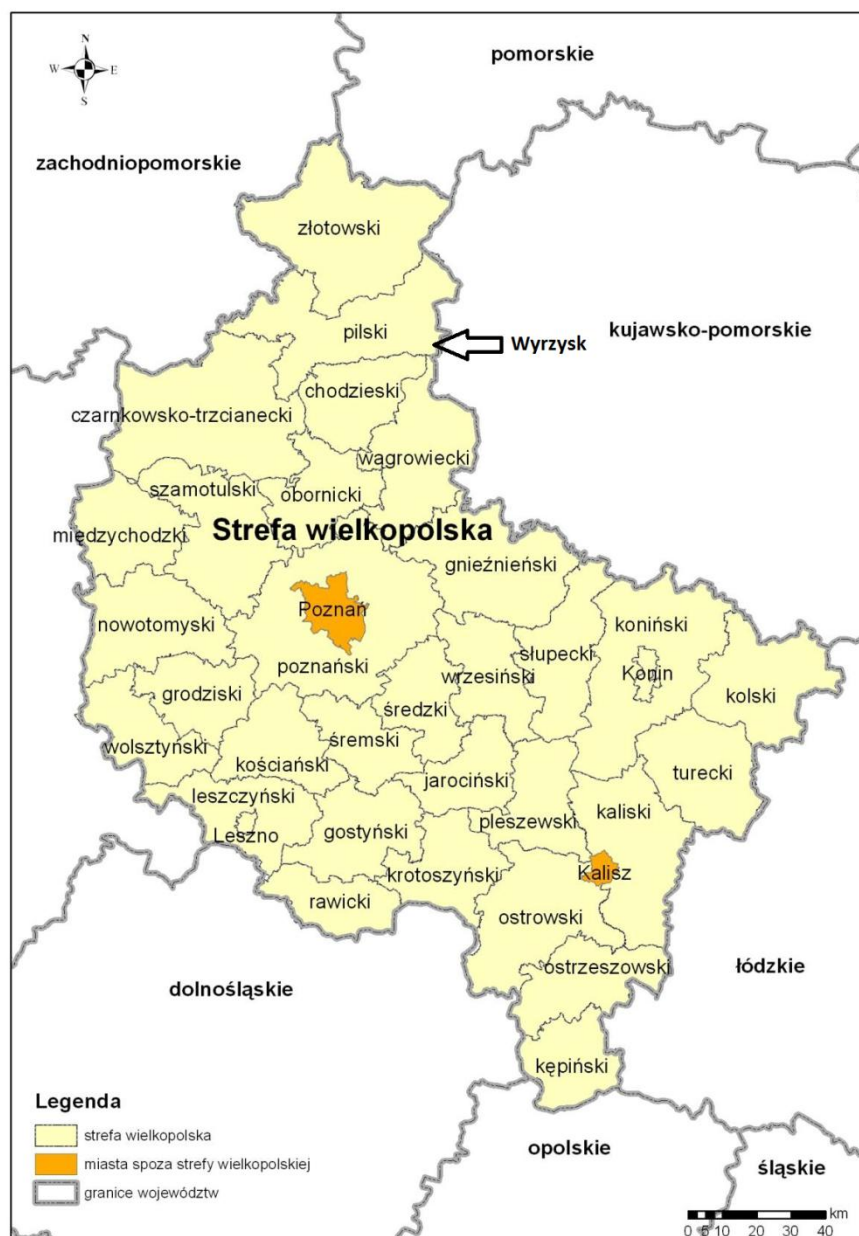 N
W E
S
pomorskie
zachodniopomorskie
złotowski
pilski
Wyrzysk
kujawsko-pomorskie
chodzieski
czarnkowsko-trzcianecki
wągrowiecki
szamotulski
obornicki
międzychodzki
Strefa wielkopolska
gnieźnieński
Poznań
nowotomyski
koniński
poznański
słupecki
wrzesiński
Konin
grodziski
kolski
średzki
wolsztyński
śremski
kościański
jarociński
turecki
leszczyński
kaliski
Leszno
gostyński
pleszewski
krotoszyński
Kalisz
rawicki
ostrowski
ostrzeszowski
łódzkie
dolnośląskie
kępiński
Legenda
strefa wielkopolska
miasta spoza strefy wielkopolskiej
granice województw
opolskie
śląskie
km
0 5 10 20 30 40